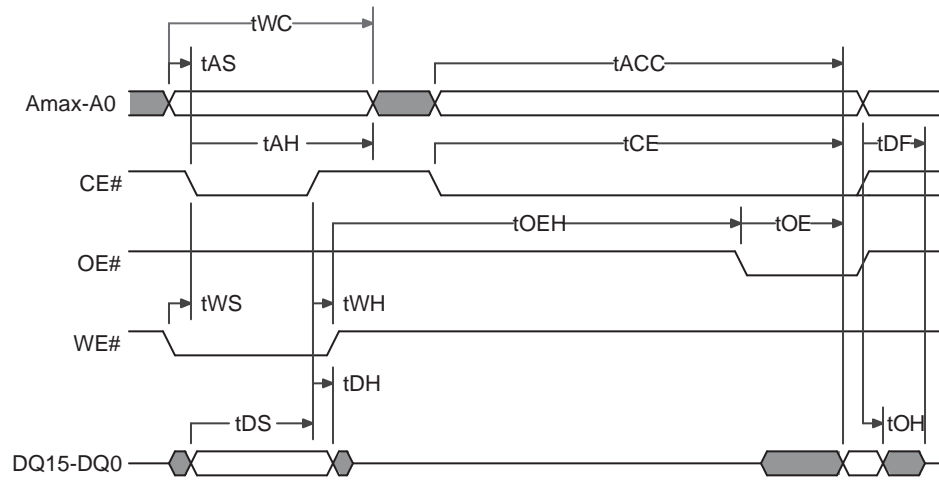 tWC
tAS
tACC
Amax-A0
tAH
tCE
tDF
CE#
tOEH
tOE
OE#
tWS
tWH
WE#
tDH
tDS
tOH
DQ15-DQ0